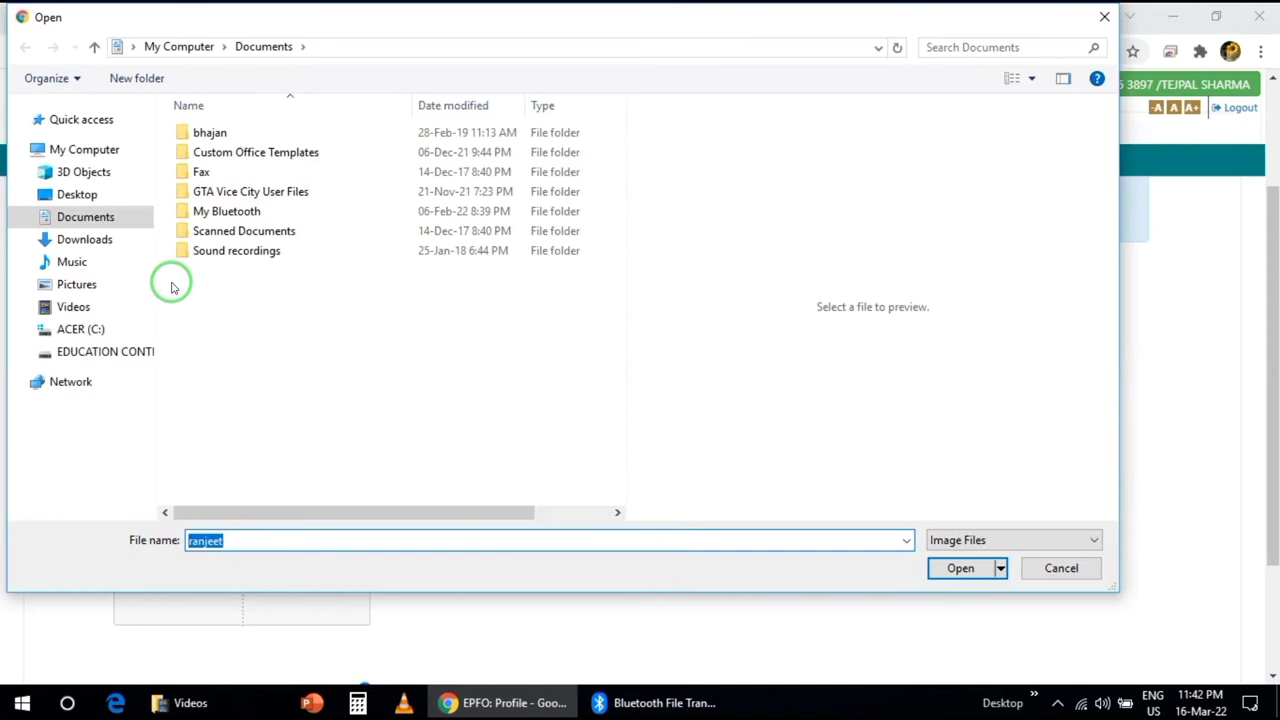 Open
My Computer Documents
Search Documents
Organize New folder
5 3897 /TEJPAL SHARMA
-A A A+ Logout
Name Date modified Type
Quick access
My Computer
3D Objects
Desktop
Documents
Downloads
Music
Pictures
Videos
ACER (C:)
EDUCATION CONTI
Network
bhajan 28-Feb-19 11:13 AM File folder
Custom Office Templates 06-Dec-21 9:44 PM File folder
Fax 14-Dec-17 8:40 PM File folder
GTA Vice City User Files 21-Nov-21 7:23 PM File folder
My Bluetooth 06-Feb-22 8:39 PM File folder
Scanned Documents 14-Dec-17 8:40 PM File folder
Sound recordings 25-Jan-18 6:44 PM File folder
Select a file to preview.
File name: ranjeet Image Files
Open Cancel
Videos EPFO: Profile - Goo... Bluetooth File Tran... Desktop ENG 11:42 PM
US 16-Mar-22